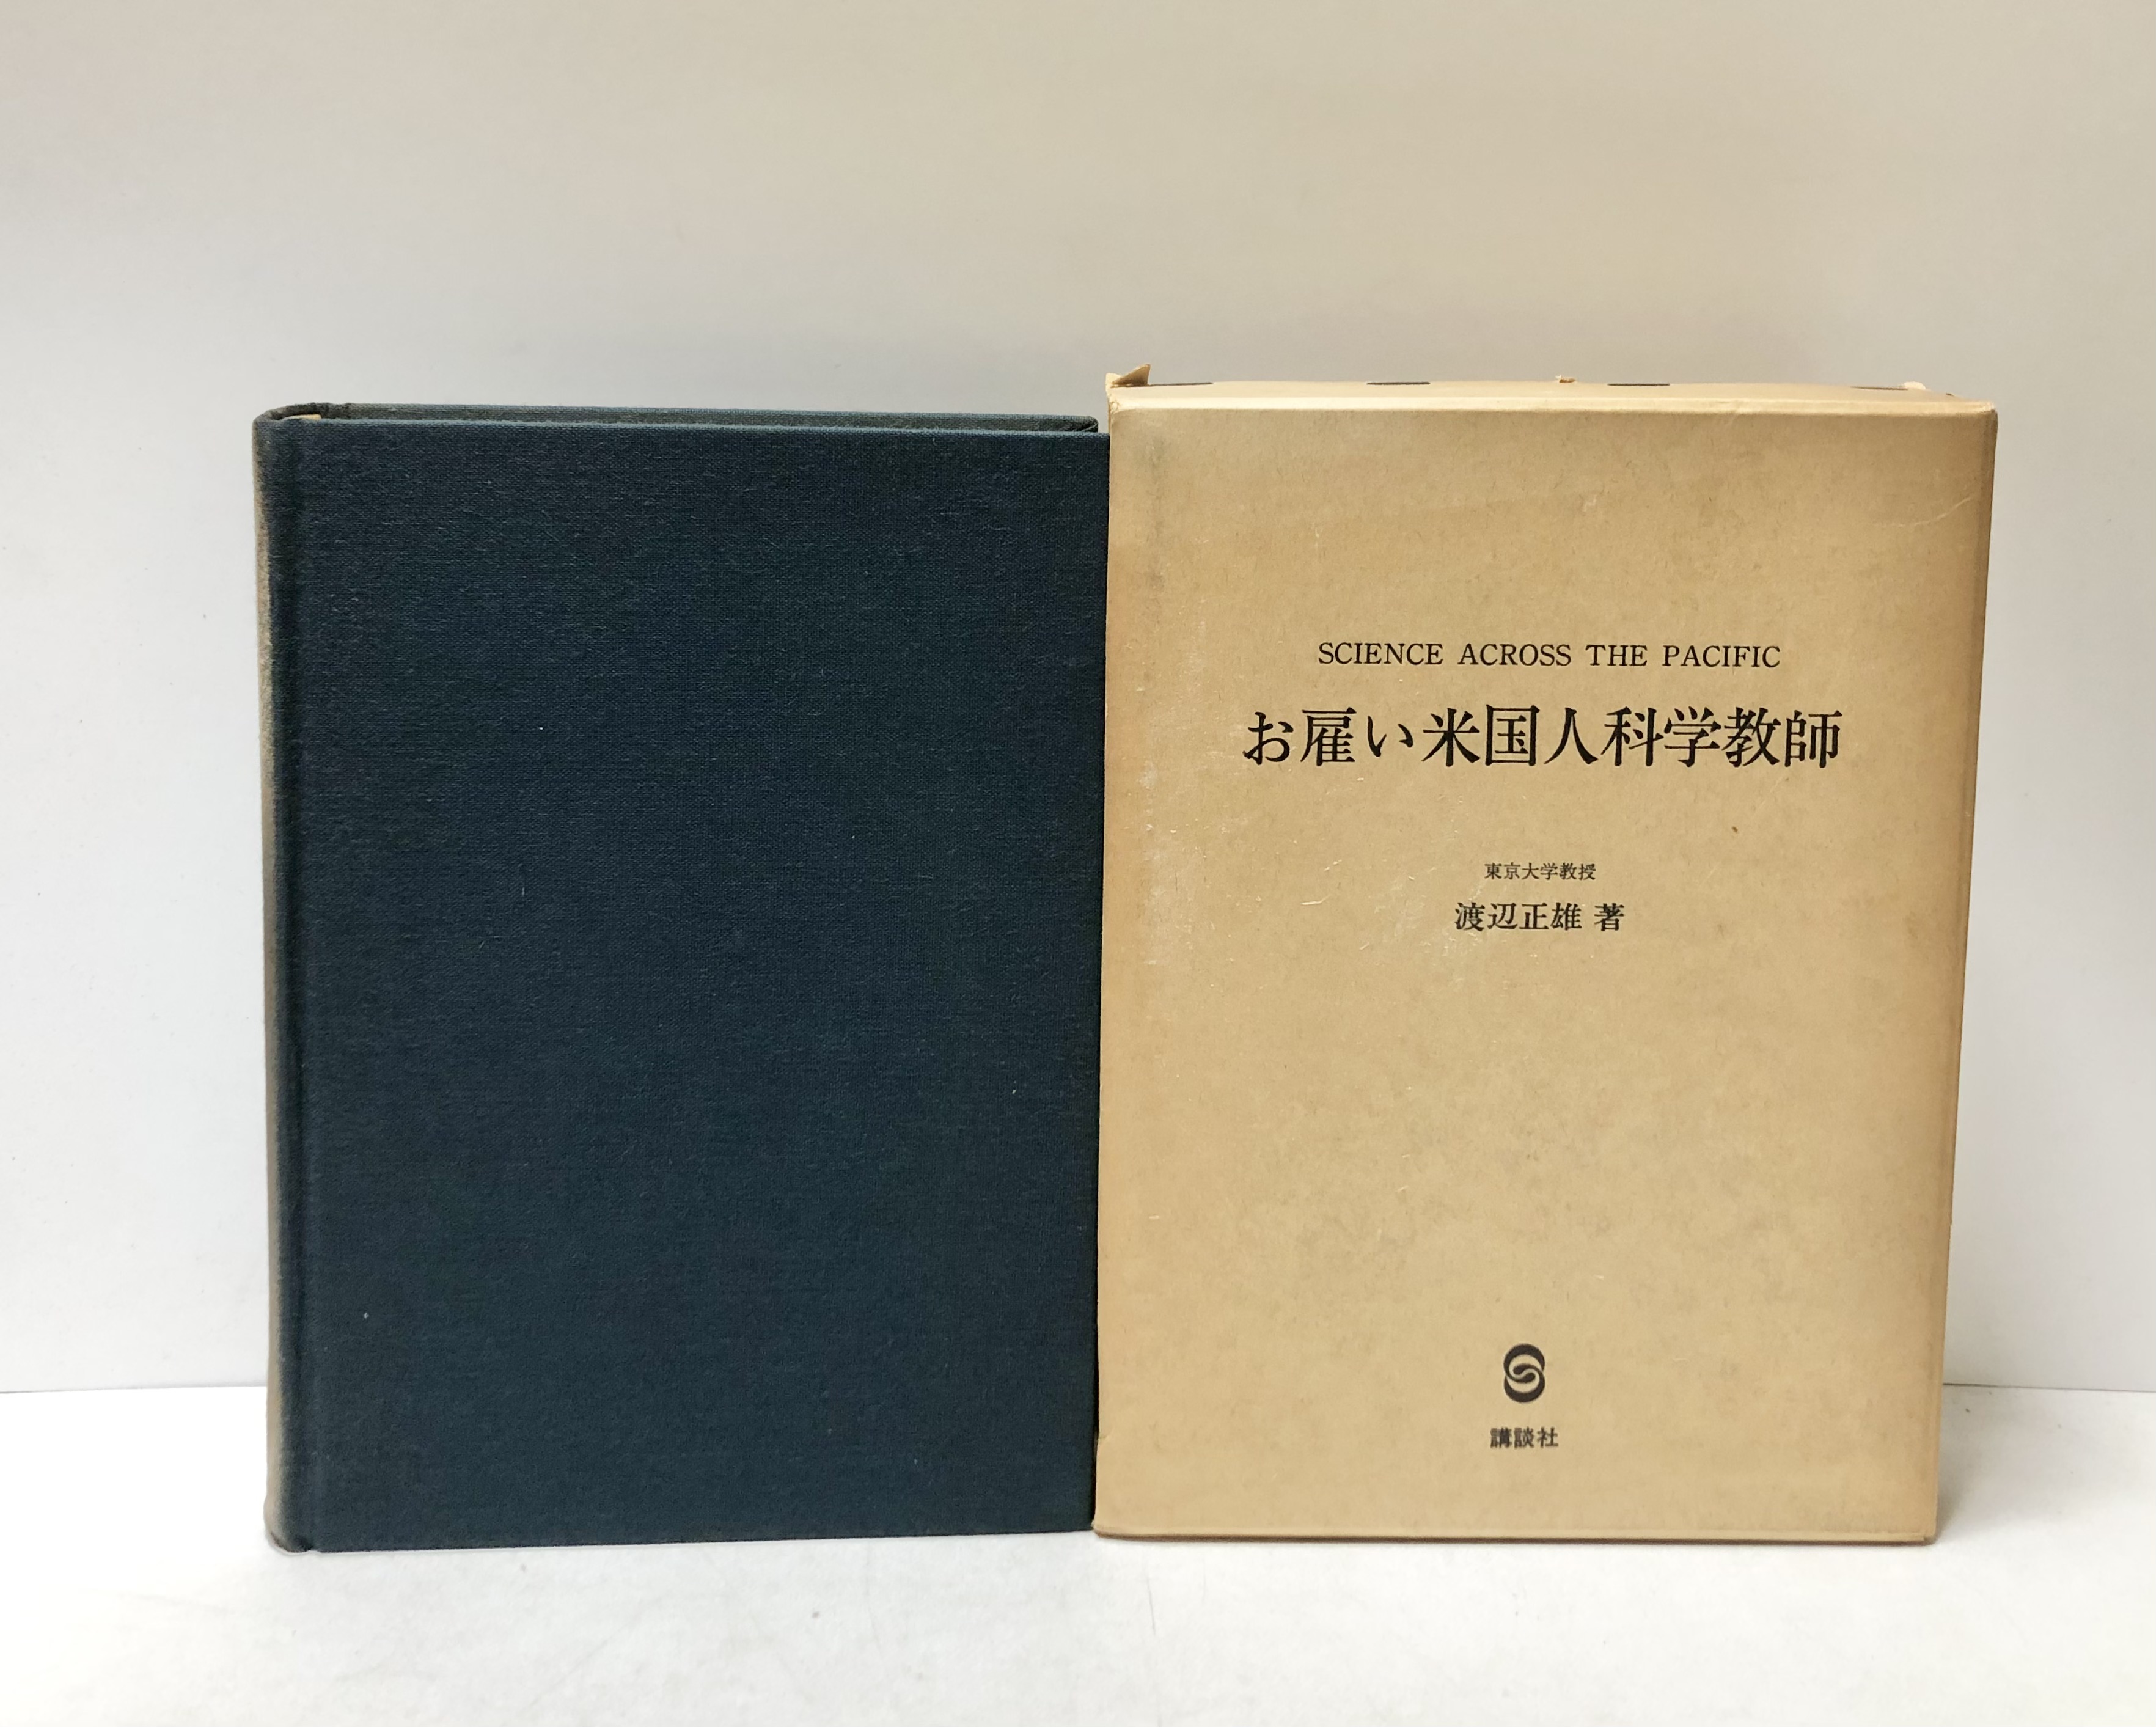 SCIENCE ACROSS THE PACIFIC
お雇い米国人科学教師
東京大学教授
渡辺正雄 著
講談社